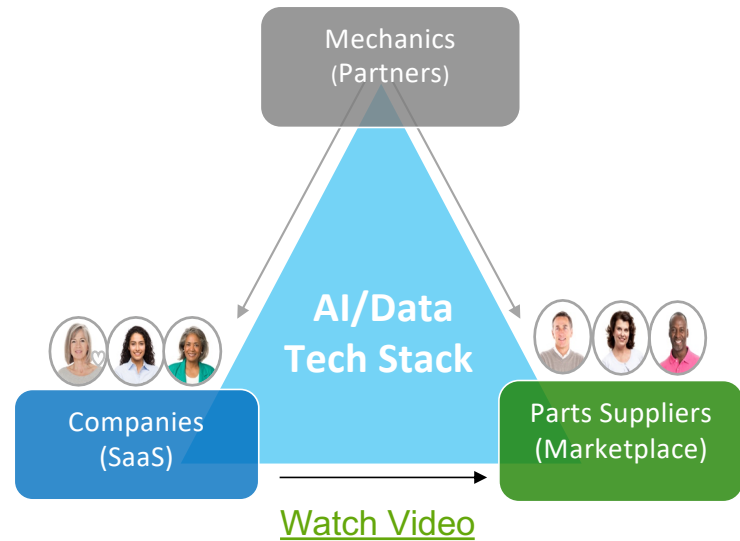 Mechanics
(Partners)
AI/Data
Tech Stack
Companies
(SaaS)
Parts Suppliers
(Marketplace)
Watch Video